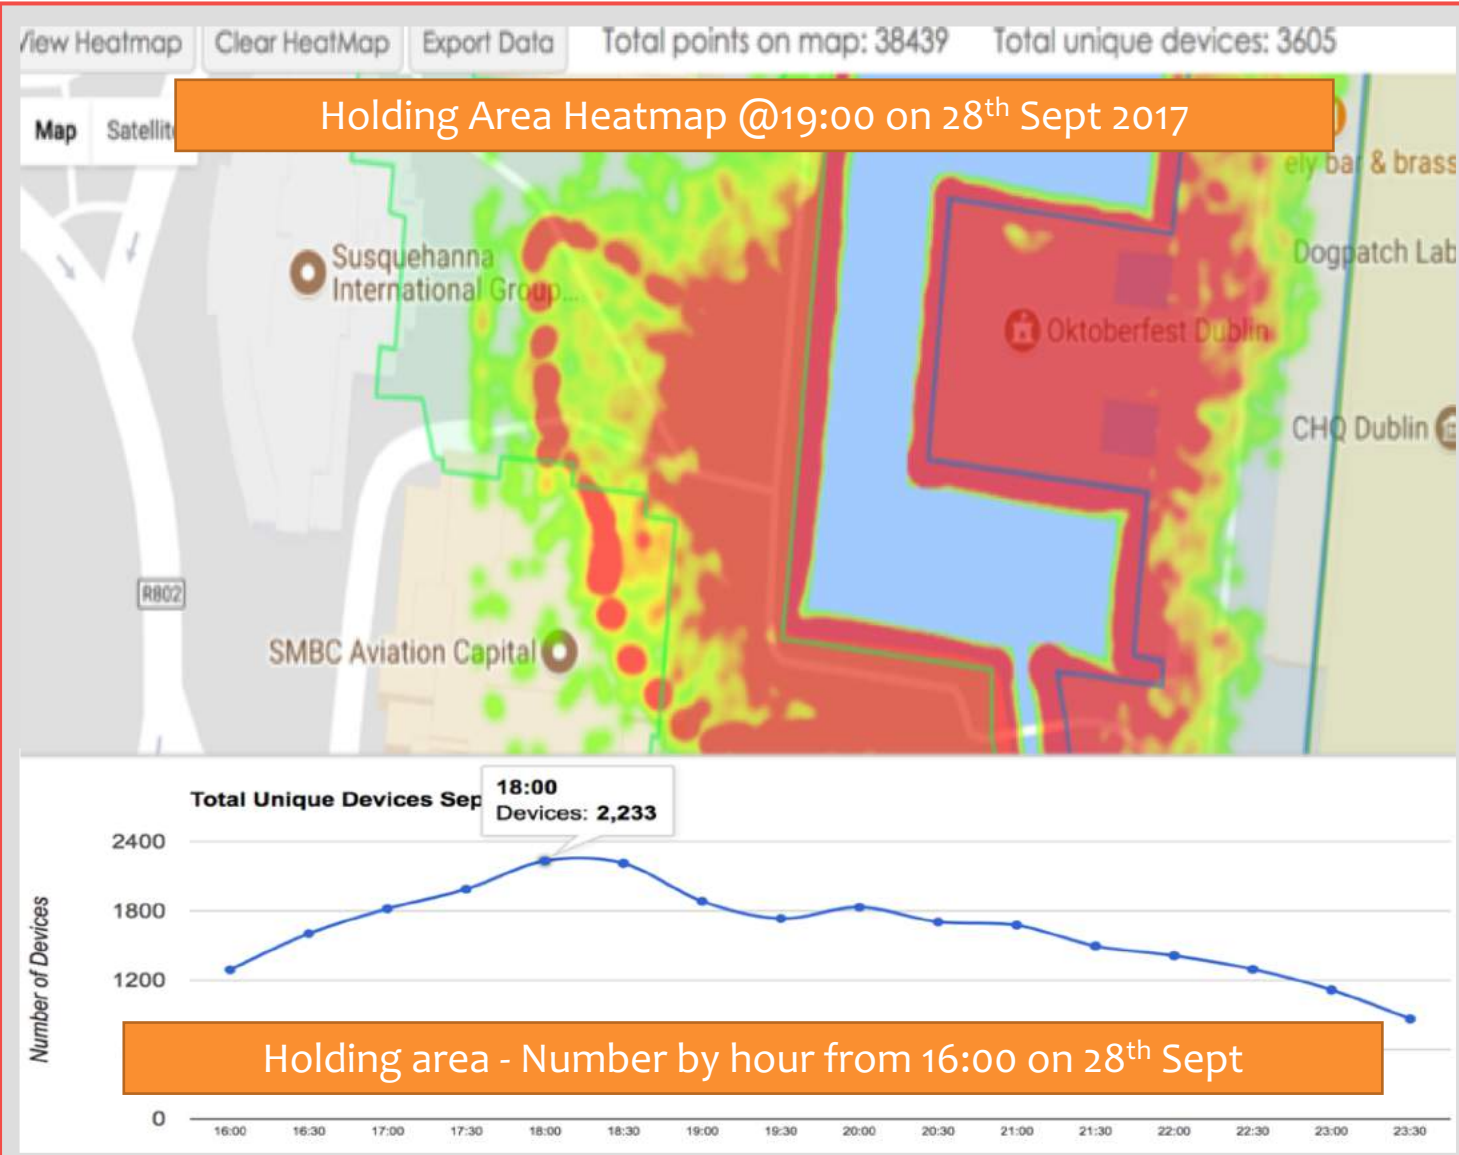 View Heatmap
Clear HeatMap
Export Data
Total points on map: 38439
Total unique devices: 3605
Holding Area Heatmap @19:00 on 28th Sept 2017
Map
Satellit
ely bar & brass
Susquehanna
International Group...
Dogpatch Lab
Oktoberfest Dublin
CHQ Dublin
R802
SMBC Aviation Capital
Total Unique Devices Sep
18:00
Devices: 2,233
Number of Devices
2400
1800
1200
Holding area - Number by hour from 16:00 on 28th Sept
0
16:00 16:30 17:00 17:30 18:00 18:30 19:00 19:30 20:00 20:30 21:00 21:30 22:00 22:30 23:00 23:30